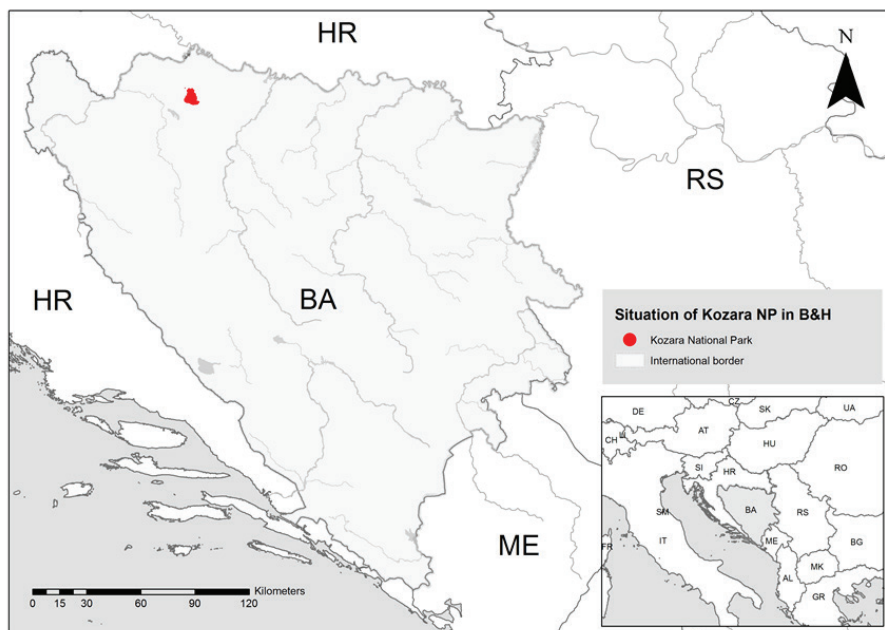 HR
N
RS
HR
BA
Situation of Kozara NP in B&H
Kozara National Park
International border
ME
Kilometers
0 15 30 60 90 120
CZ
DE
SK
UA
AT
CH
HU
SI
HR
RO
SM
BA
RS
IT
ME
BG
FR
MK
AL
GR